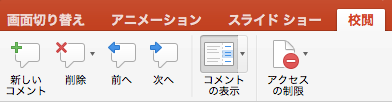 画面切り替え アニメーション スライド ショー 校閲
新しい
コメント
削除
前へ
次へ
コメント
の表示
アクセス
の制限